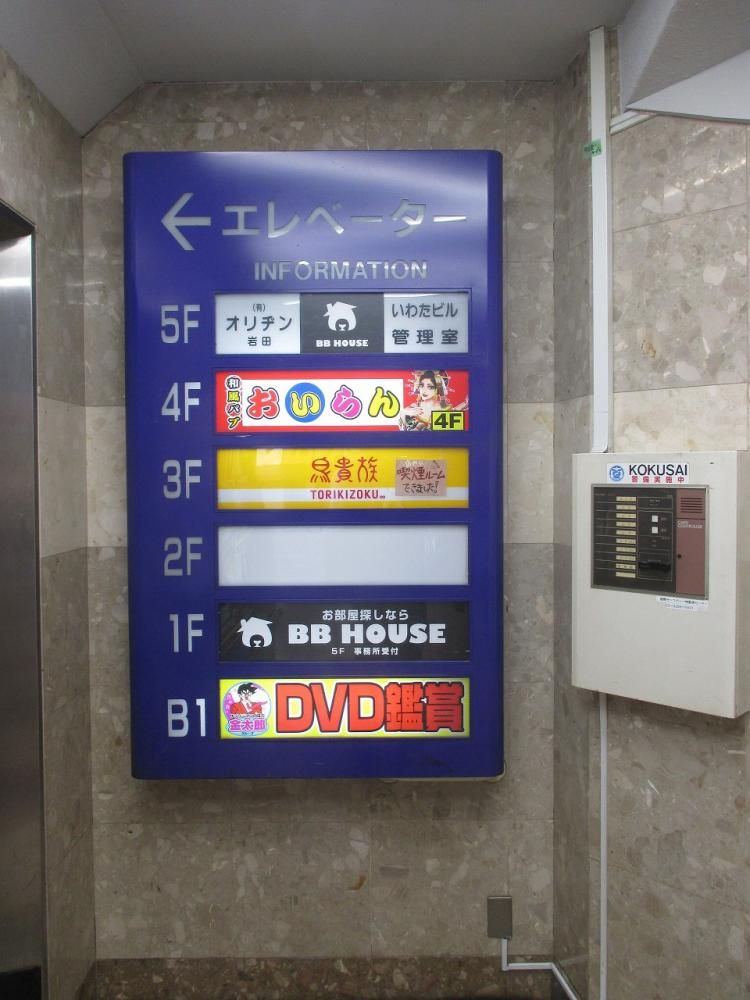 ← エレベーター
INFORMATION
5F
(有)
オリヂン
岩田
BB HOUSE
いわたビル
管理室
4F
和風パブ
おいらん
4F
3F
鳥貴族
TORIKIZOKU
喫煙ルーム
できました!
2F
1F
お部屋探しなら
BB HOUSE
5F 事務所受付
B1
金太郎
DVD鑑賞
KOKUSAI
警備実施中